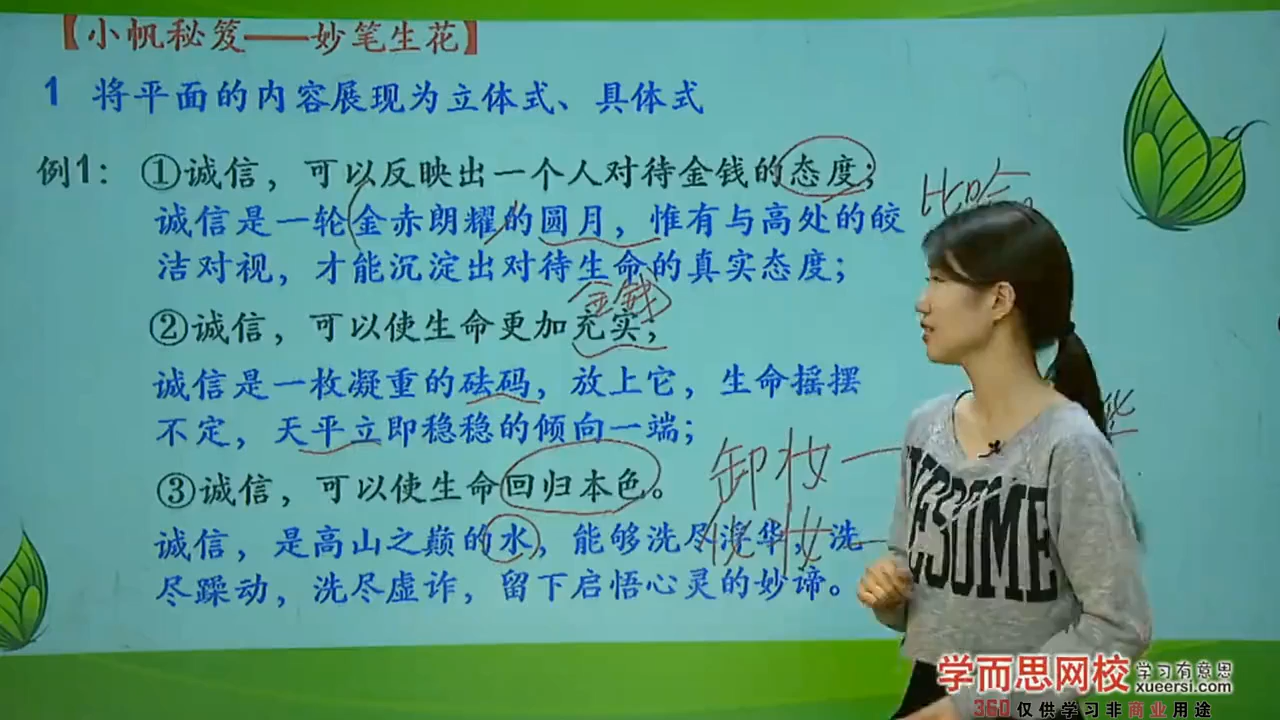 【小帆秘笈——妙笔生花】
1 将平面的内容展现为立体式、具体式
例1：①诚信，可以反映出一个人对待金钱的态度；
诚信是一轮金赤朗耀的圆月，惟有与高处的皎
洁对视，才能沉淀出对待生命的真实态度；
金钱
②诚信，可以使生命更加充实；
诚信是一枚凝重的砝码，放上它，生命摇摆
不定，天平立即稳稳的倾向一端；
③诚信，可以使生命回归本色。
诚信，是高山之巅的水，能够洗尽浮华，洗
尽躁动，洗尽虚诈，留下启悟心灵的妙谛。
比喻
卸妆一
AWESOME
学而思网校 学习有意思
xueersi.com
360仅供学习非商业用途